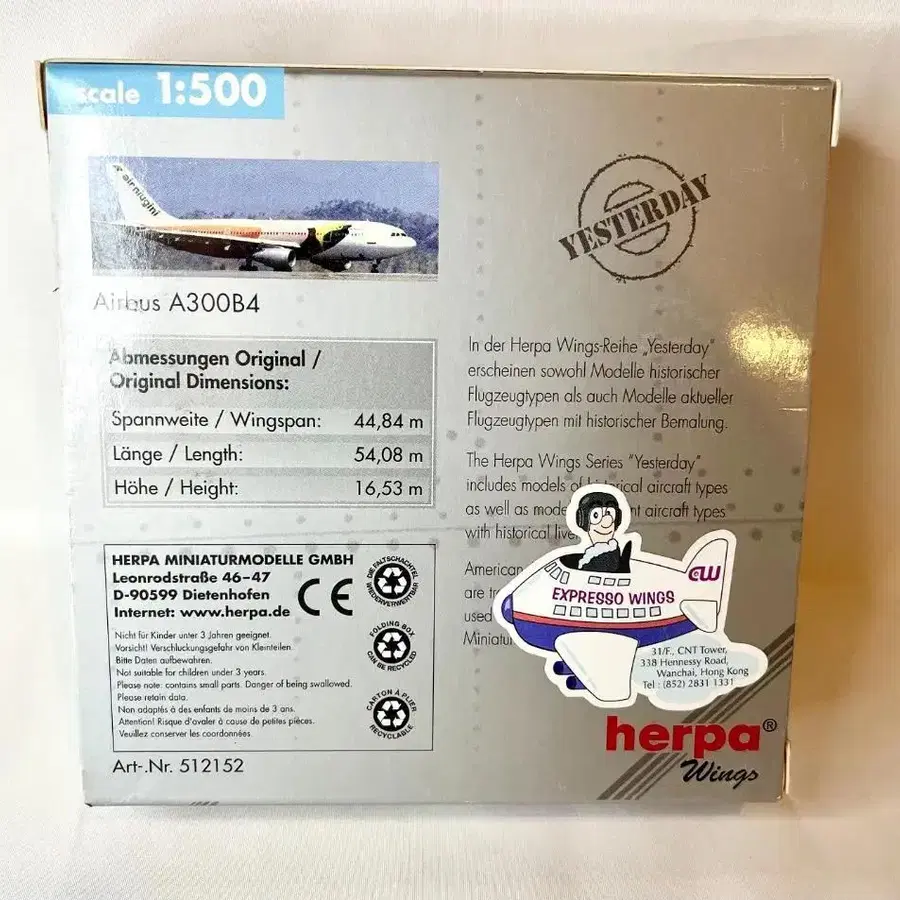 scale 1:500
air niugini
Airbus A300B4
YESTERDAY
Abmessungen Original /
Original Dimensions:
Spannweite / Wingspan: 44,84 m
Länge / Length: 54,08 m
Höhe / Height: 16,53 m
In der Herpa Wings-Reihe „Yesterday"
erscheinen sowohl Modelle historischer
Flugzeugtypen als auch Modelle aktueller
Flugzeugtypen mit historischer Bemalung.
The Herpa Wings Series "Yesterday"
includes models of aircraft types
as well as aircraft types
with historical
American
are
used
HERPA MINIATURMODELLE GMBH
Leonrodstraße 46–47
D-90599 Dietenhofen
Internet: www.herpa.de
CE
Nicht für Kinder unter 3 Jahren geeignet.
Vorsicht! Verschluckungsgefahr von Kleinteilen.
Bitte Daten aufbewahren.
Not suitable for children under 3 years.
Please note: contains small parts. Danger of being swallowed.
Please retain data.
Non adaptés à des enfants de moins de 3 ans.
Attention! Risque d'avaler à cause de petites pièces.
Veuillez conserver les coordonnées.
DIE FALTSCHACHTEL
WIEDERVERWERTBAR
FOLDING BOX
CAN BE RECYCLED
CARTON A PLIER
RECYCLABLE
Art-.Nr. 512152
EW
EXPRESSO WINGS
31/F., CNT Tower,
338 Hennessy Road,
Wanchai, Hong Kong
Tel : (852) 2831 1331
herpa®
Wings